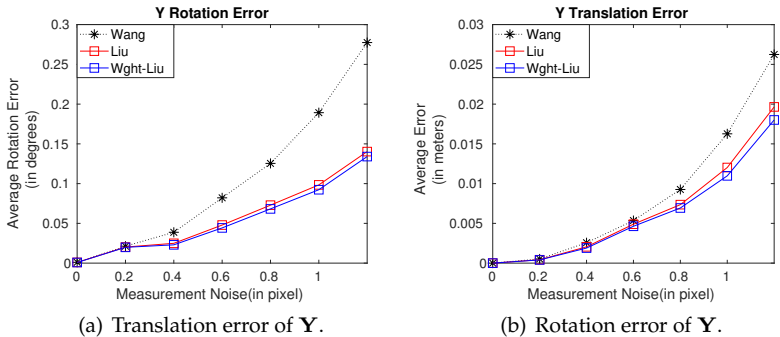 Y Rotation Error
Wang
Liu
Wght-Liu
0.3
0.25
0.2
0.15
0.1
0.05
0
Average Rotation Error
(in degrees)
0 0.2 0.4 0.6 0.8 1
Measurement Noise(in pixel)
(a) Translation error of Y.
Y Translation Error
Wang
Liu
Wght-Liu
0.03
0.025
0.02
0.015
0.01
0.005
0
Average Error
(in meters)
0 0.2 0.4 0.6 0.8 1
Measurement Noise(in pixel)
(b) Rotation error of Y.